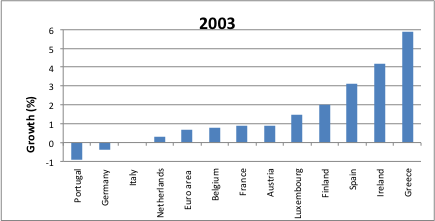 2003
Growth (%)
6
5
4
3
2
1
0
-1
Portugal
Germany
Italy
Netherlands
Euro area
Belgium
France
Austria
Luxembourg
Finland
Spain
Ireland
Greece